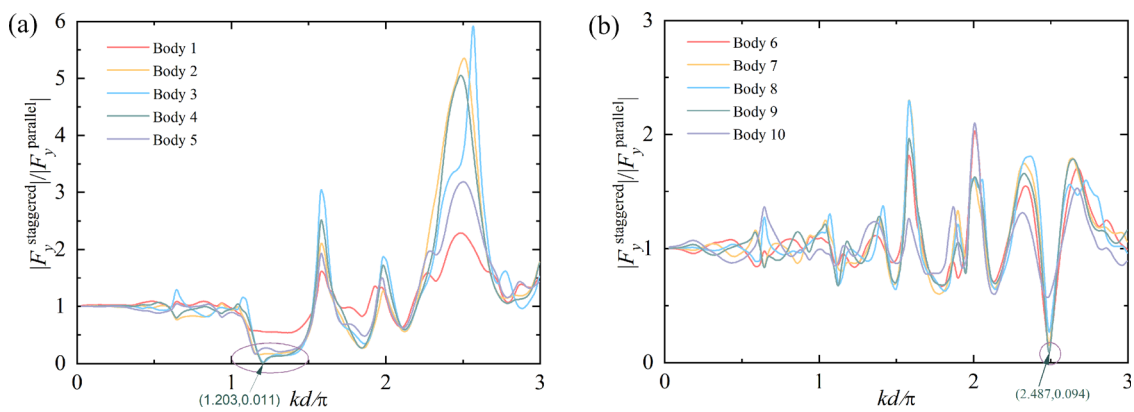 (a)
6
5
4
3
2
1
0
|F_y^staggered|/|F_y^parallel|
Body 1
Body 2
Body 3
Body 4
Body 5
0
1
2
3
(1.203,0.011)
kd/π
(b)
3
2
1
0
|F_y^staggered|/|F_y^parallel|
Body 6
Body 7
Body 8
Body 9
Body 10
0
1
2
3
kd/π
(2.487,0.094)